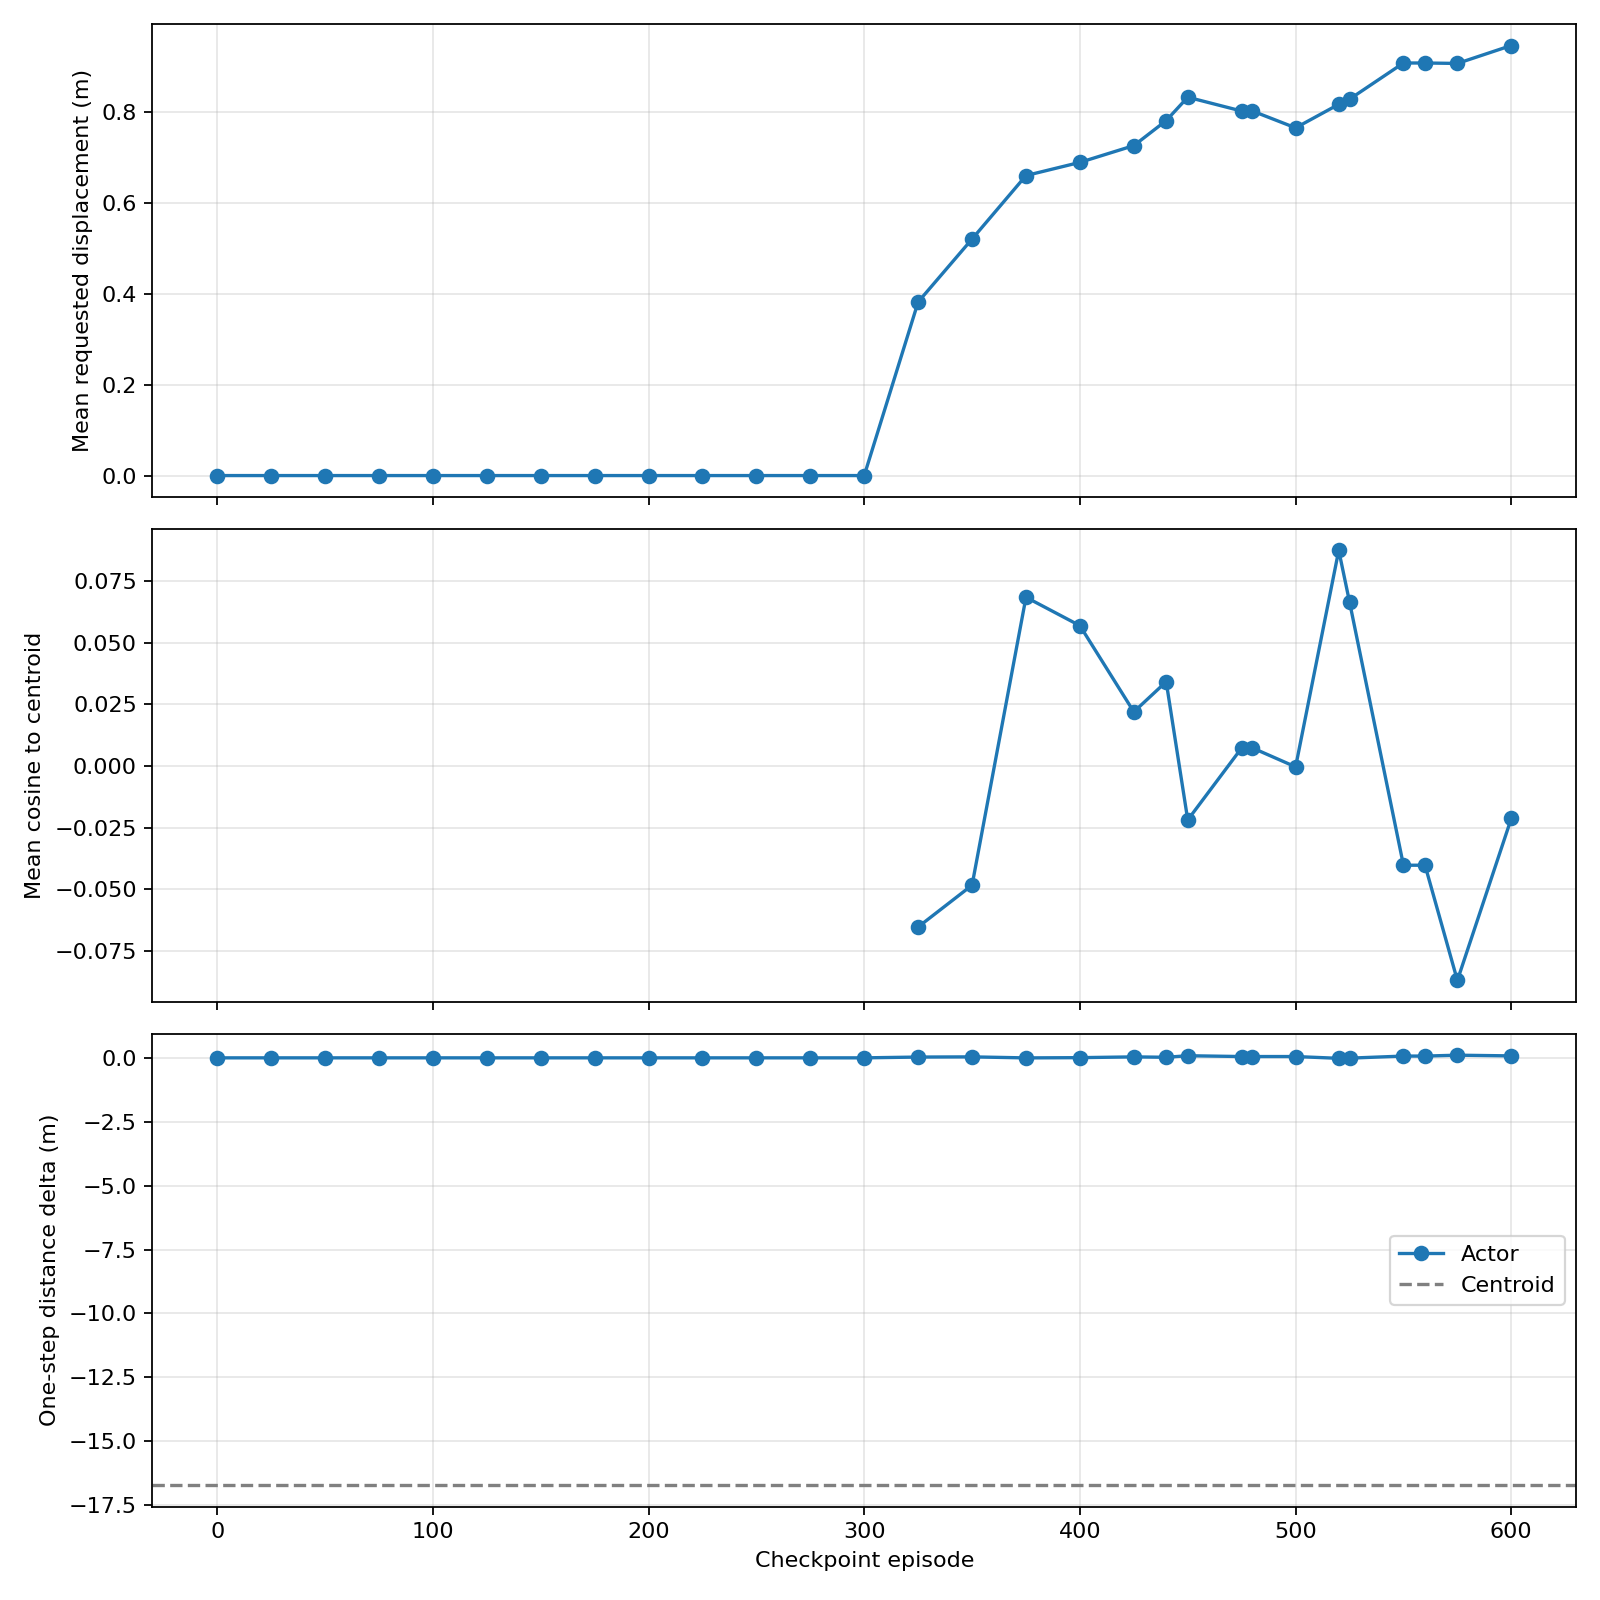 Mean requested displacement (m)
0.8
0.6
0.4
0.2
0.0
Mean cosine to centroid
0.075
0.050
0.025
0.000
−0.025
−0.050
−0.075
One-step distance delta (m)
0.0
−2.5
−5.0
−7.5
−10.0
−12.5
−15.0
−17.5
Actor
Centroid
0 100 200 300 400 500 600
Checkpoint episode